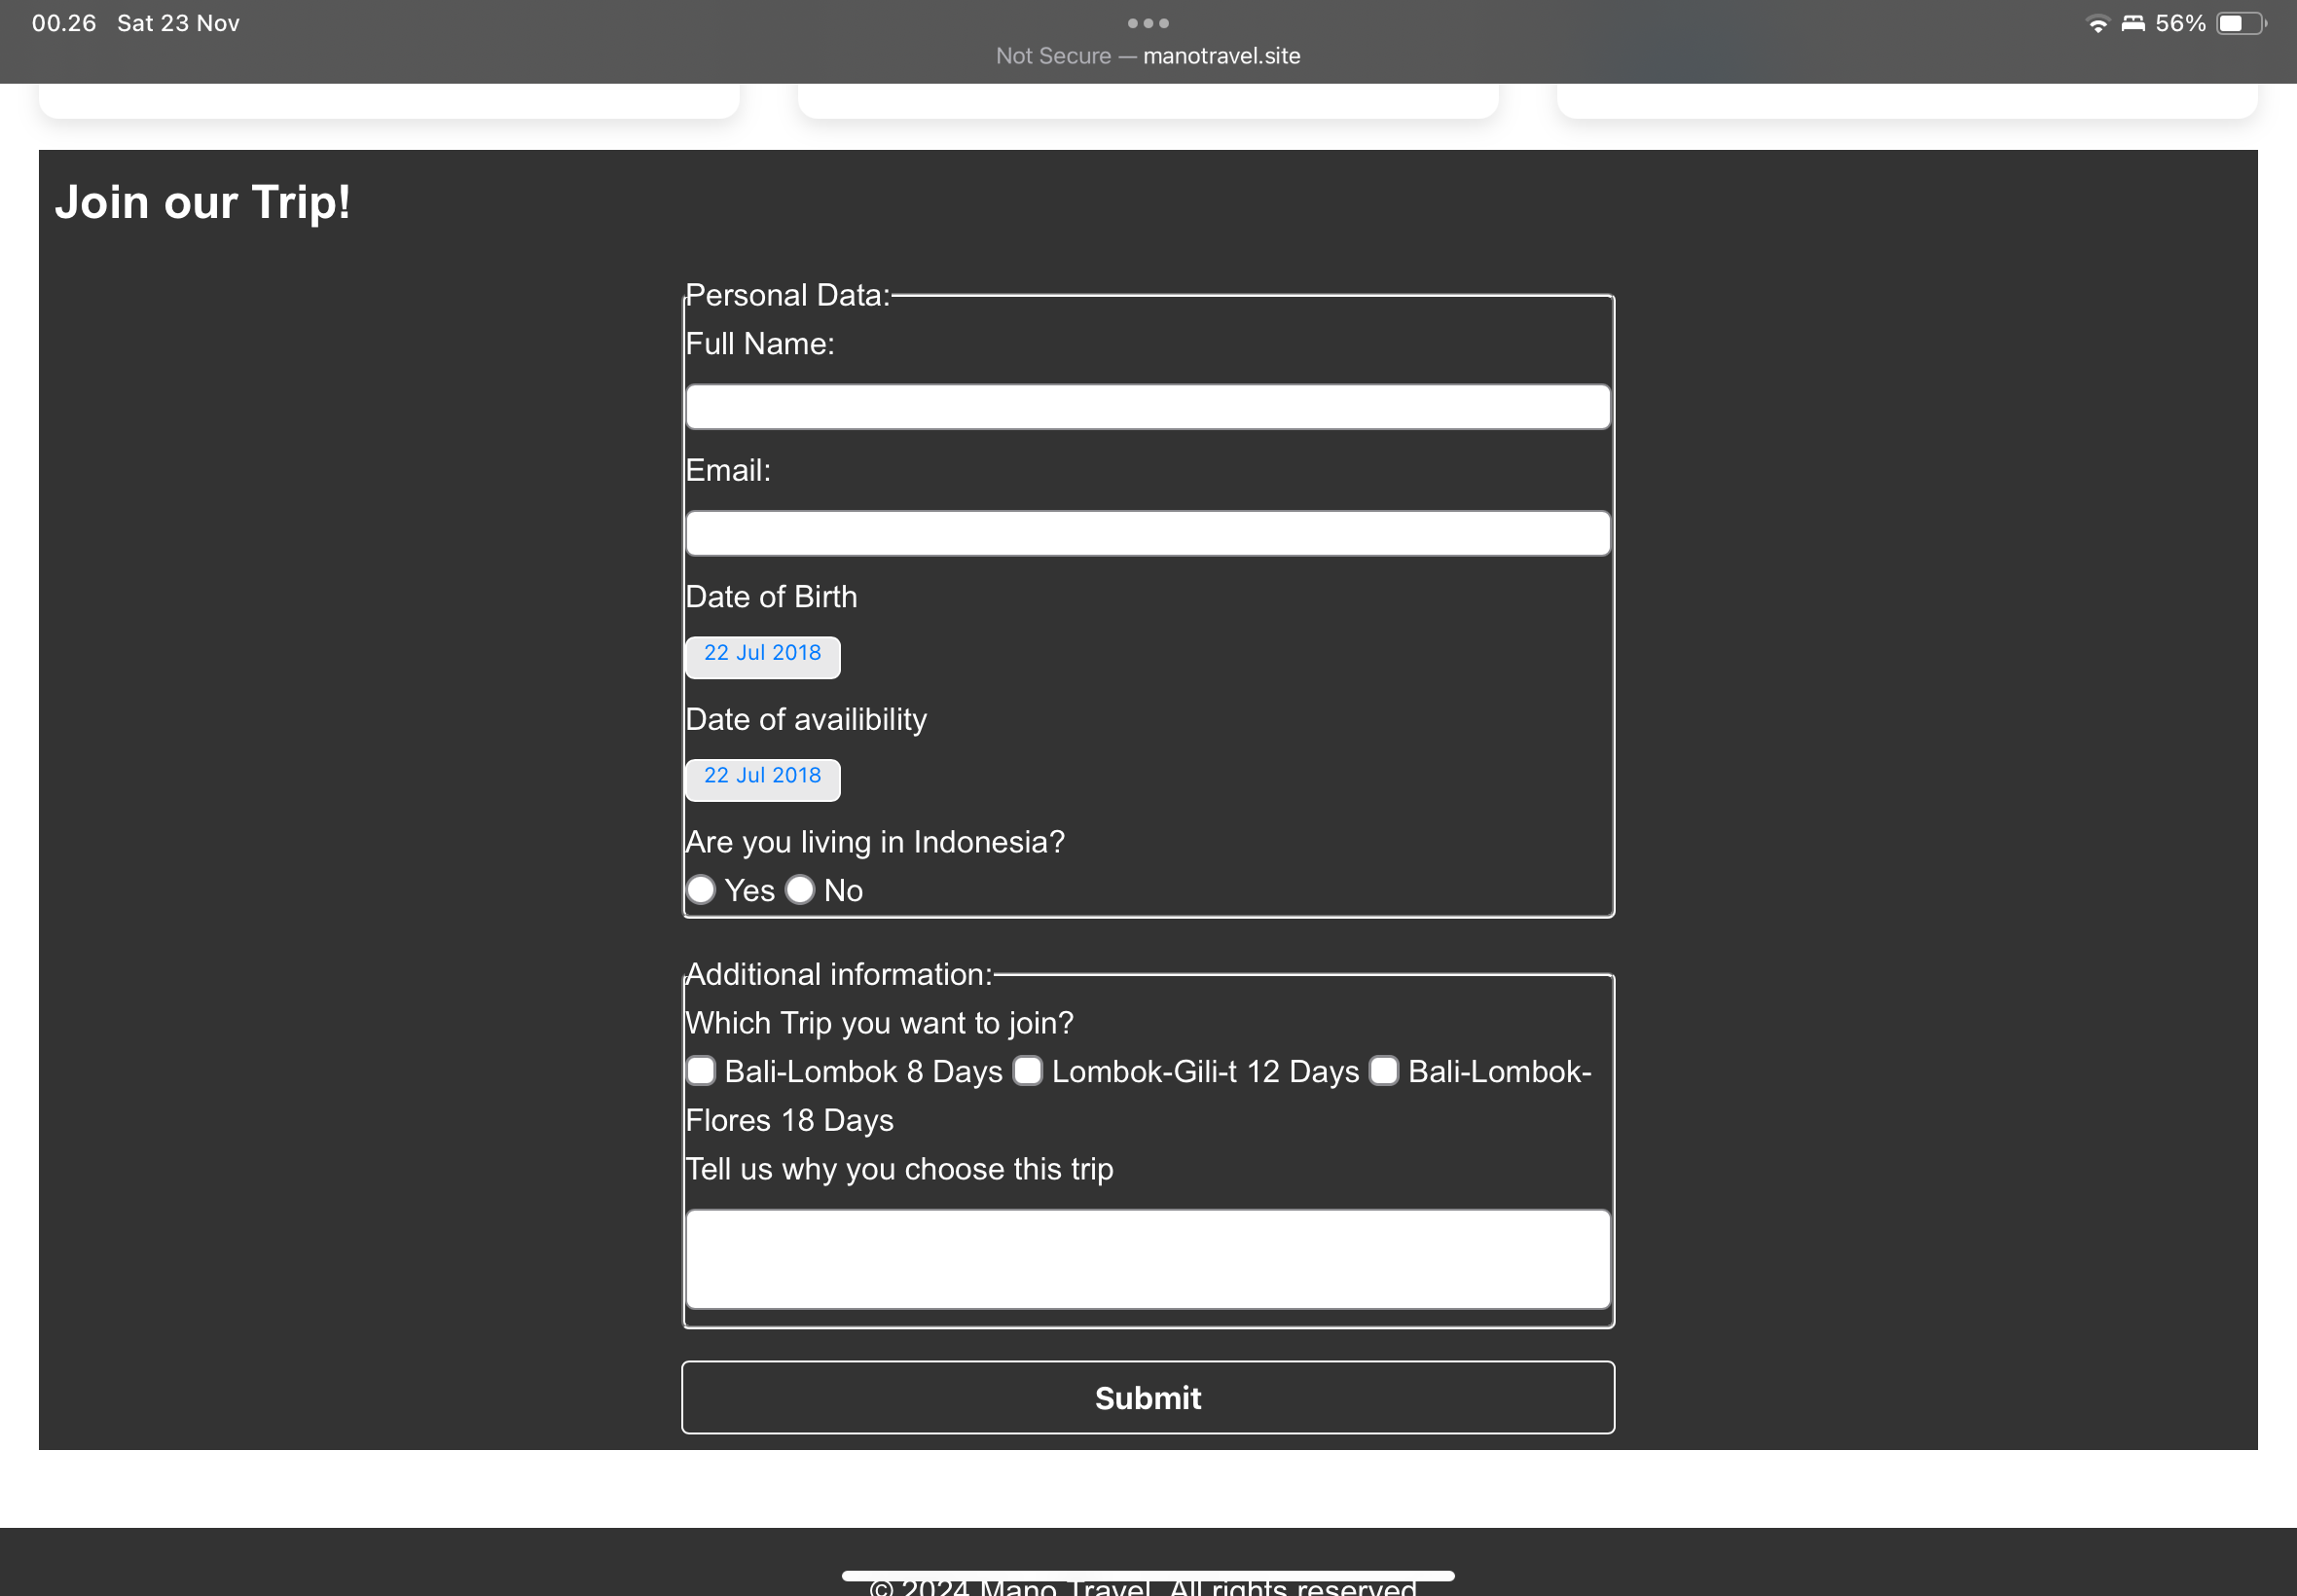 00.26 Sat 23 Nov
56%
Not Secure — manotravel.site
Join our Trip!
Personal Data:
Full Name:
Email:
Date of Birth
22 Jul 2018
Date of availibility
22 Jul 2018
Are you living in Indonesia?
Yes No
Additional information:
Which Trip you want to join?
Bali-Lombok 8 Days Lombok-Gili-t 12 Days Bali-Lombok-
Flores 18 Days
Tell us why you choose this trip
Submit
© 2024 Mano Travel. All rights reserved.